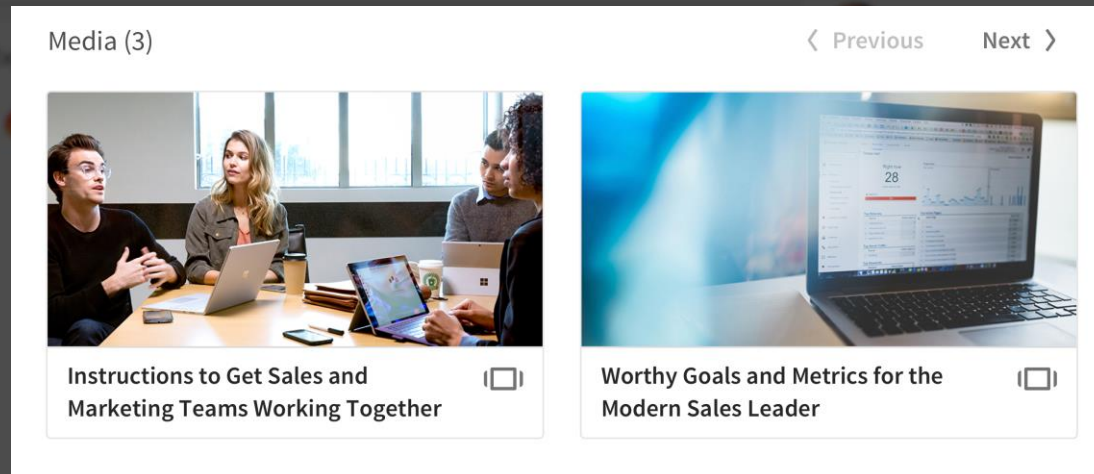 Media (3)
Previous
Next
Instructions to Get Sales and
Marketing Teams Working Together
Worthy Goals and Metrics for the
Modern Sales Leader
28